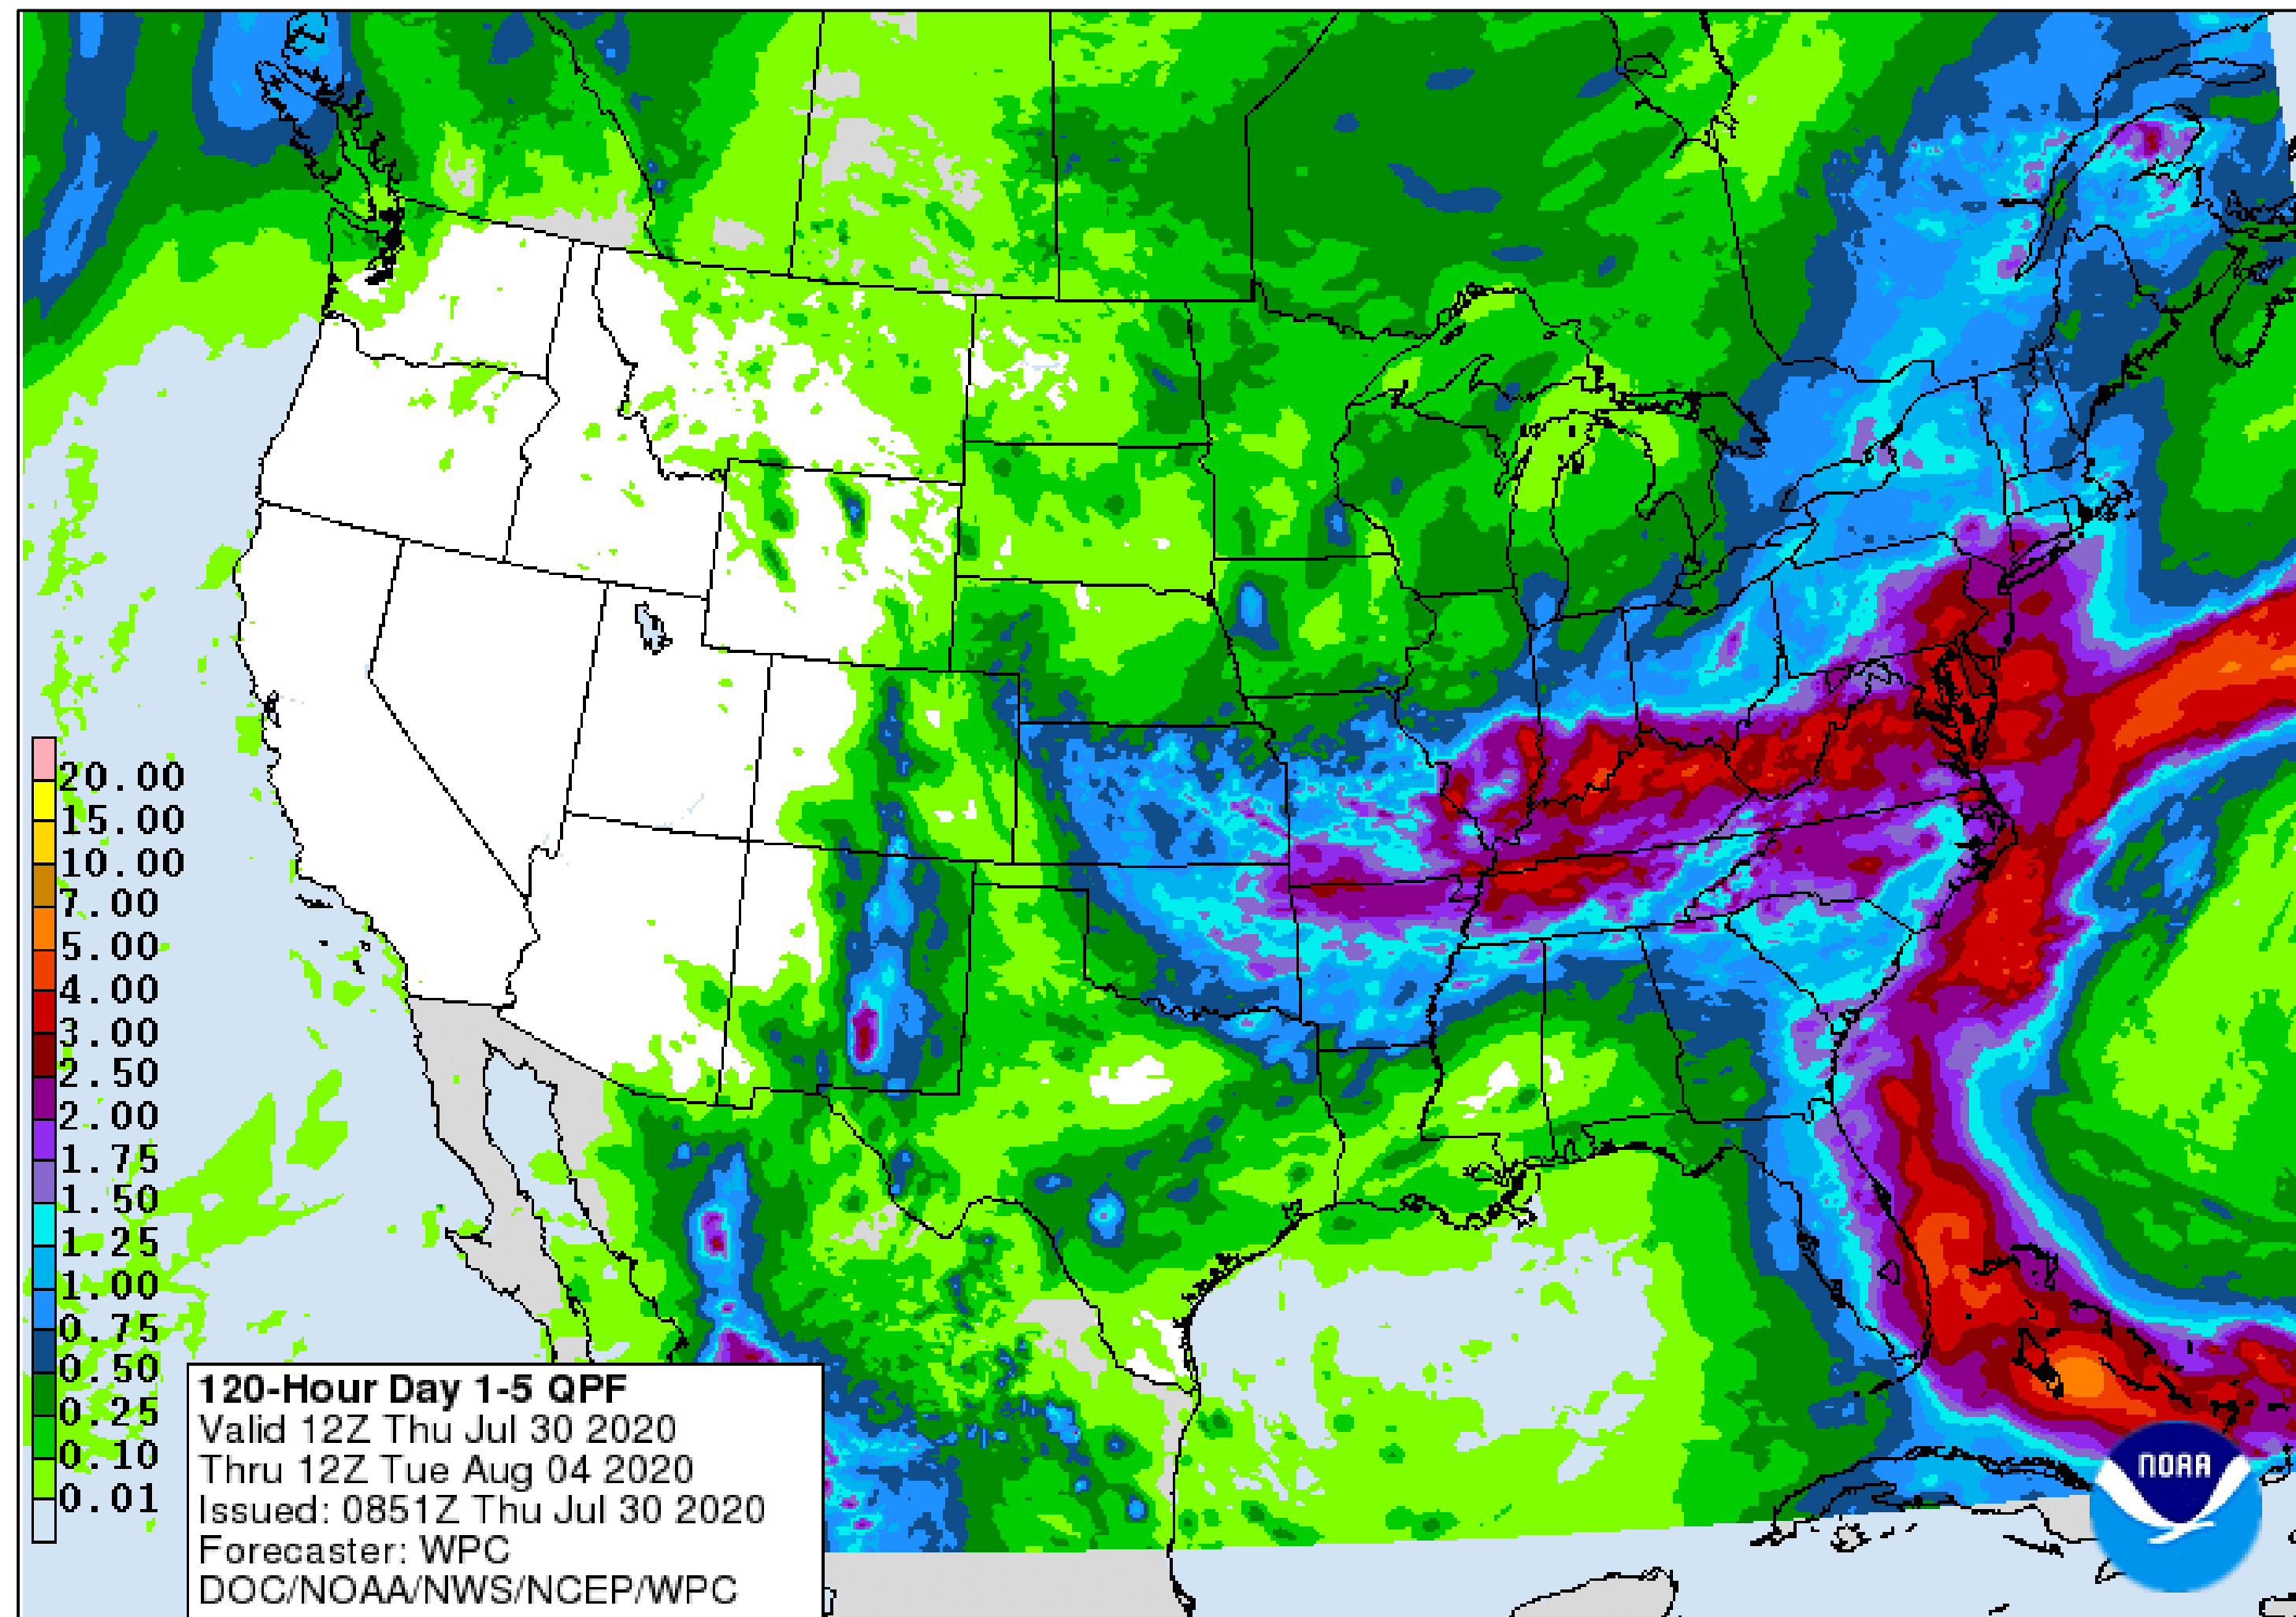 20.00
15.00
10.00
7.00
5.00
4.00
3.00
2.50
2.00
1.75
1.50
1.25
1.00
0.75
0.50
0.25
0.10
0.01
120-Hour Day 1-5 QPF
Valid 12Z Thu Jul 30 2020
Thru 12Z Tue Aug 04 2020
Issued: 0851Z Thu Jul 30 2020
Forecaster: WPC
DOC/NOAA/NWS/NCEP/WPC
NOAA